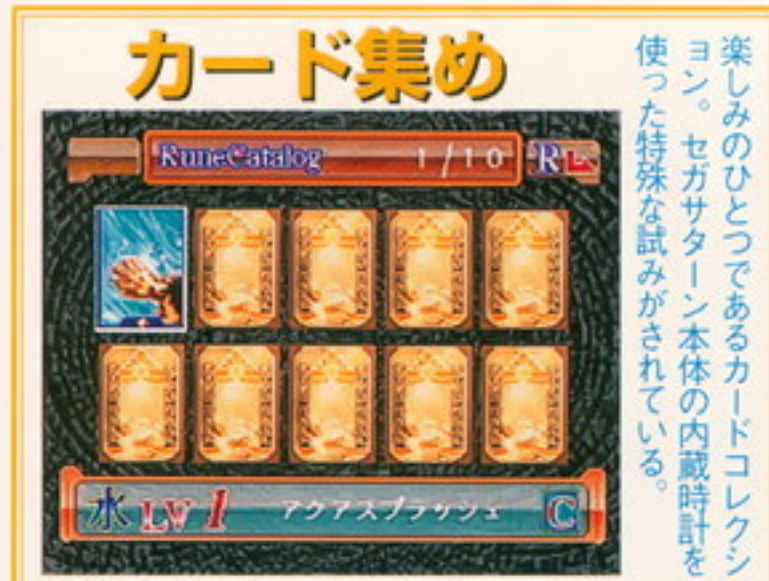 カード集め
楽しみのひとつであるカードコレクシ
ョン。セガサターン本体の内蔵時計を
使った特殊な試みがされている。
RuneCatalog 1/10 R L
水 LV 1 アクアスプラッシュ C